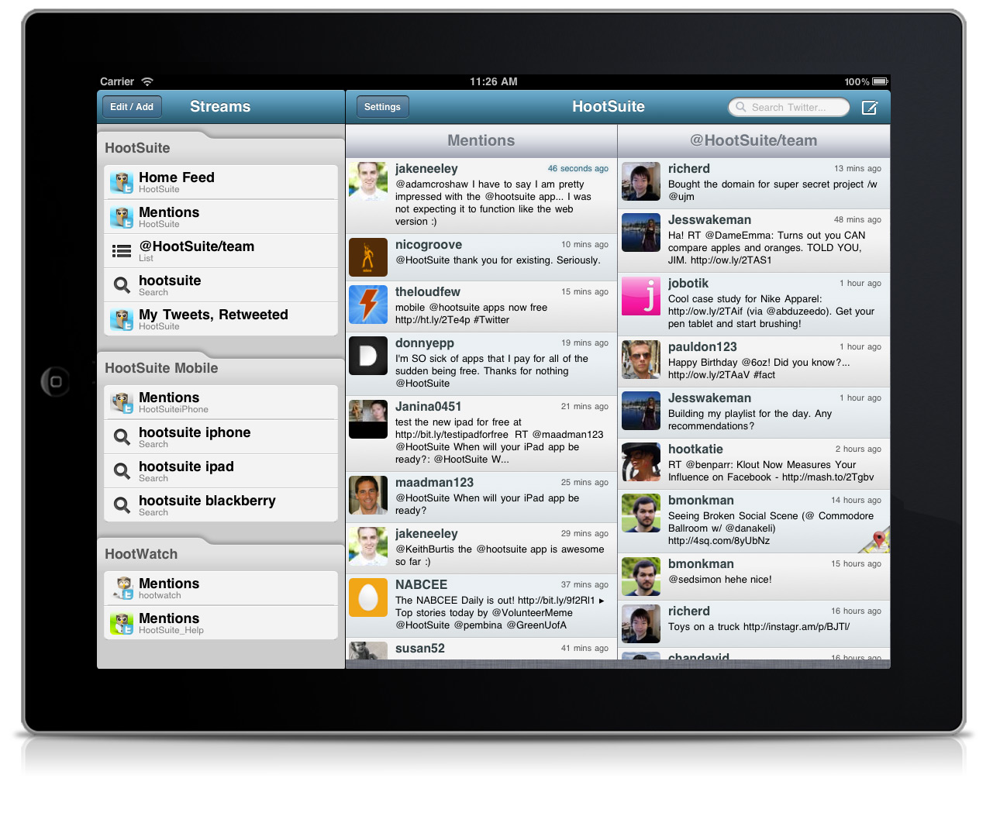 Carrier
11:26 AM
100%
Edit / Add
Streams
Settings
HootSuite
Search Twitter...
HootSuite
Home Feed
HootSuite
Mentions
HootSuite
@HootSuite/team
List
hootsuite
Search
My Tweets, Retweeted
HootSuite
HootSuite Mobile
Mentions
HootSuiteiPhone
hootsuite iphone
Search
hootsuite ipad
Search
hootsuite blackberry
Search
HootWatch
Mentions
hootwatch
Mentions
HootSuite_Help
Mentions
jakeneeley 46 seconds ago
@adamcroshaw I have to say I am pretty
impressed with the @hootsuite app... I was
not expecting it to function like the web
version :)
nicogroove 10 mins ago
@HootSuite thank you for existing. Seriously.
theloudfew 15 mins ago
mobile @hootsuite apps now free
http://ht.ly/2Te4p #Twitter
donnyepp 19 mins ago
I'm SO sick of apps that I pay for all of the
sudden being free. Thanks for nothing
@HootSuite
Janina0451 21 mins ago
test the new ipad for free at
http://bit.ly/testipadforfree RT @maadman123
@HootSuite When will your iPad app be
ready?: @HootSuite W...
maadman123 25 mins ago
@HootSuite When will your iPad app be
ready?
jakeneeley 29 mins ago
@KeithBurtis the @hootsuite app is awesome
so far :)
NABCEE 37 mins ago
The NABCEE Daily is out! http://bit.ly/9f2Rl1 ▸
Top stories today by @VolunteerMeme
@HootSuite @pembina @GreenUofA
susan52 41 mins ago
@HootSuite/team
richerd 13 mins ago
Bought the domain for super secret project /w
@ujm
Jesswakeman 48 mins ago
Ha! RT @DameEmma: Turns out you CAN
compare apples and oranges. TOLD YOU,
JIM. http://ow.ly/2TAS1
jobotik 1 hour ago
Cool case study for Nike Apparel:
http://ow.ly/2TAif (via @abduzeedo). Get your
pen tablet and start brushing!
pauldon123 1 hour ago
Happy Birthday @6oz! Did you know?...
http://ow.ly/2TAaV #fact
Jesswakeman 1 hour ago
Building my playlist for the day. Any
recommendations?
hootkatie 2 hours ago
RT @benparr: Klout Now Measures Your
Influence on Facebook - http://mash.to/2Tgbv
bmonkman 14 hours ago
Seeing Broken Social Scene (@ Commodore
Ballroom w/ @danakeli)
http://4sq.com/8yUbNz
bmonkman 15 hours ago
@sedsimon hehe nice!
richerd 16 hours ago
Toys on a truck http://instagr.am/p/BJTl/
chandavid 16 hours ago